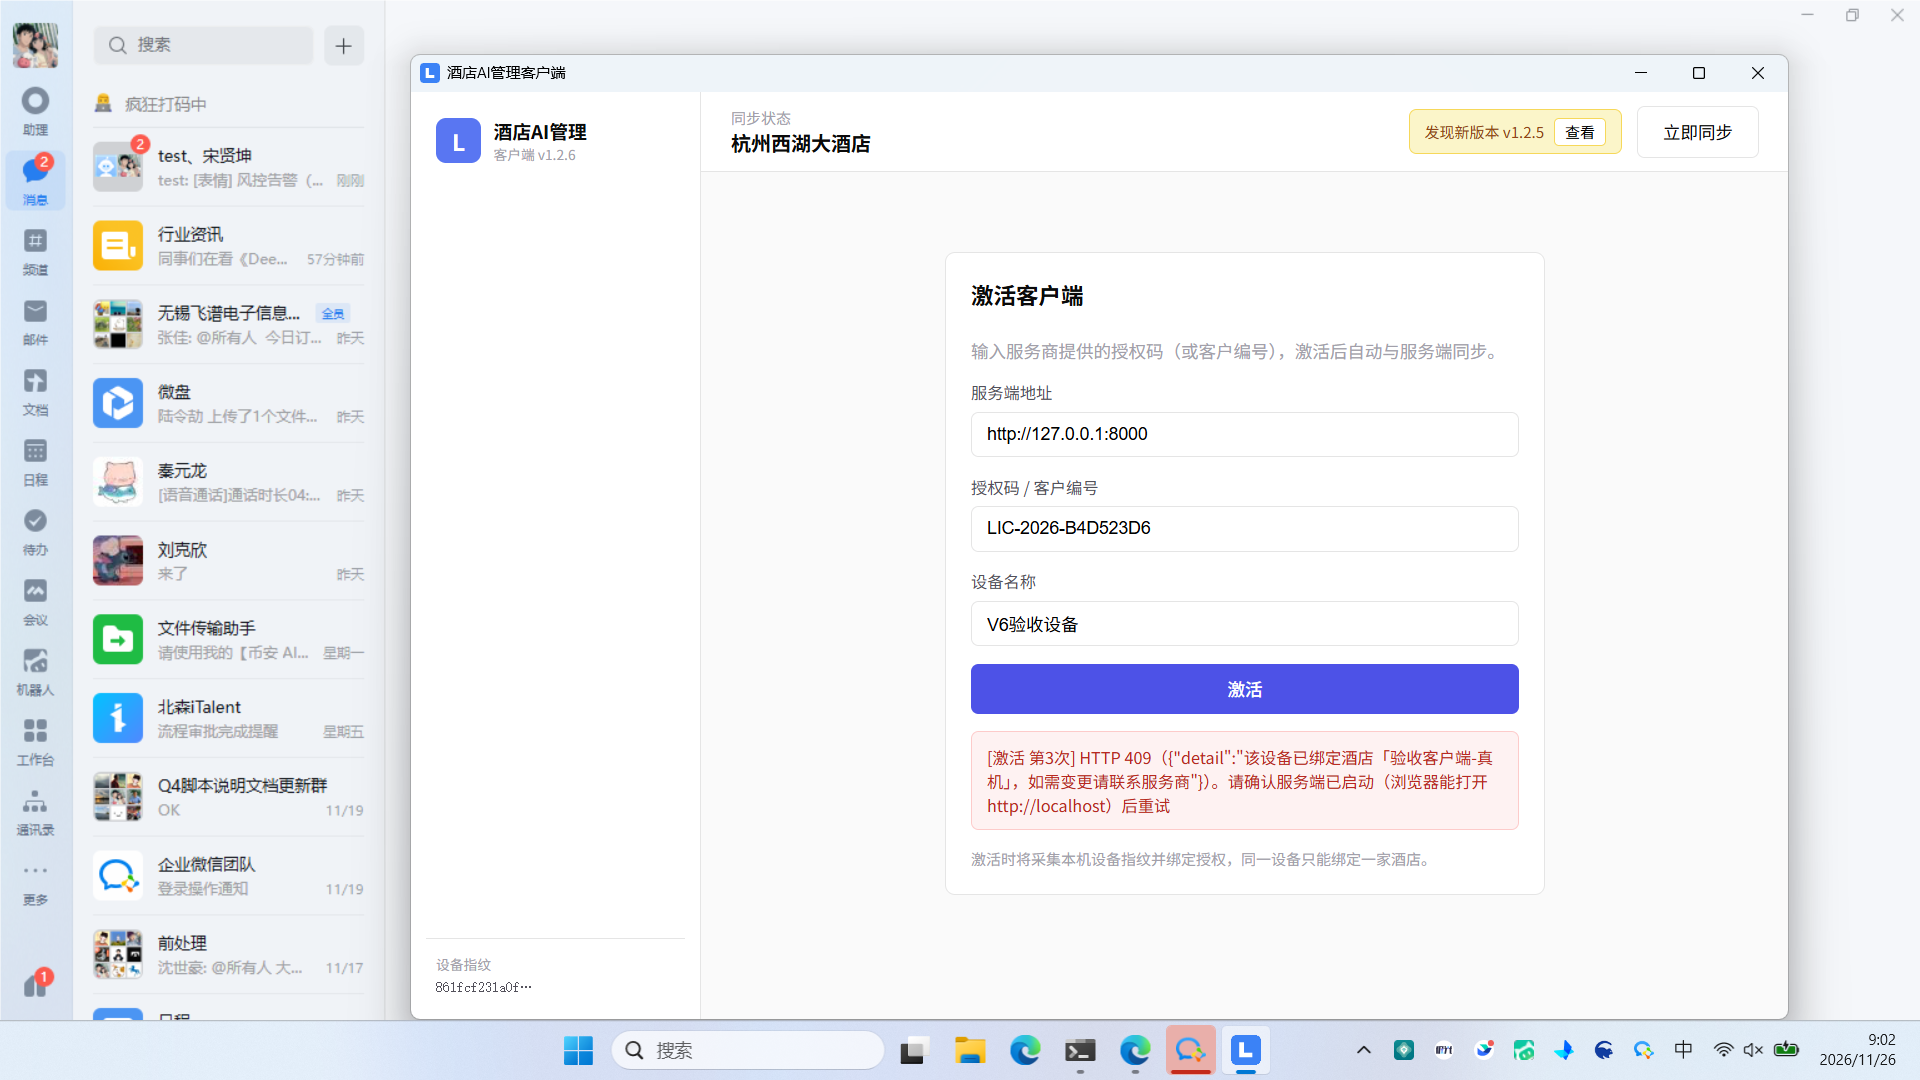 搜索
疯狂打码中
助理
2
消息
频道
邮件
文档
日程
待办
会议
机器人
工作台
通讯录
更多
1
2
test、宋贤坤
test: [表情] 风控告警（... 刚刚
行业资讯
同事们在看《Dee... 57分钟前
无锡飞谱电子信息... 全员
张佳: @所有人 今日订... 昨天
微盘
陆令劼 上传了1个文件... 昨天
秦元龙
[语音通话]通话时长04:... 昨天
刘克欣
来了 昨天
文件传输助手
请使用我的【币安 AI... 星期一
北森iTalent
流程审批完成提醒 星期五
Q4脚本说明文档更新群
OK 11/19
企业微信团队
登录操作通知 11/19
前处理
沈世豪: @所有人 大... 11/17
日程
L 酒店AI管理客户端
L
酒店AI管理
客户端 v1.2.6
同步状态
杭州西湖大酒店
发现新版本 v1.2.5 查看
立即同步
激活客户端
输入服务商提供的授权码（或客户编号），激活后自动与服务端同步。
服务端地址
http://127.0.0.1:8000
授权码 / 客户编号
LIC-2026-B4D523D6
设备名称
V6验收设备
激活
[激活 第3次] HTTP 409（{"detail":"该设备已绑定酒店「验收客户端-真
机」，如需变更请联系服务商"}）。请确认服务端已启动（浏览器能打开
http://localhost）后重试
激活时将采集本机设备指纹并绑定授权，同一设备只能绑定一家酒店。
设备指纹
861fcf231a0f…
搜索
L
中
9:02
2026/11/26